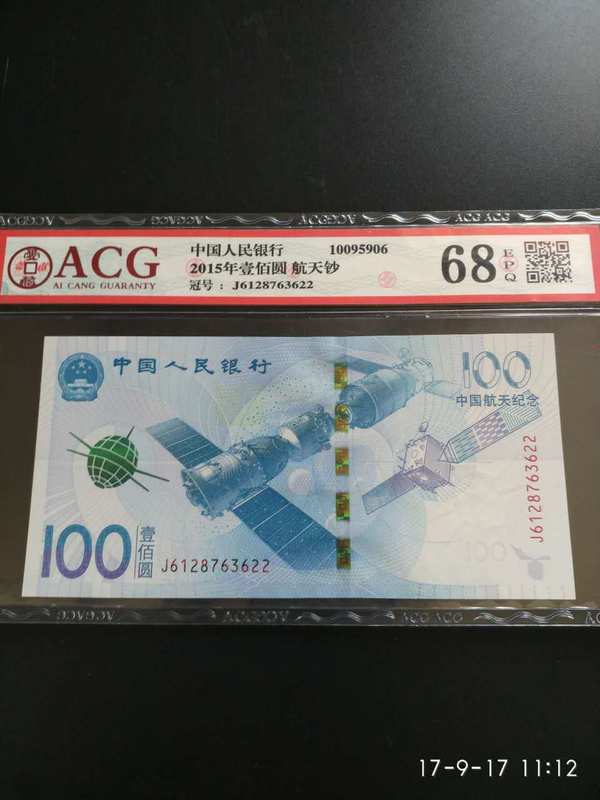 ACG
AI CANG GUARANTY
中国人民银行 10095906
2015年壹佰圆 航天钞
冠号：J6128763622
68
EPQ
中国人民银行
100
中国航天纪念
J6128763622
100
壹佰圆
J6128763622
100
17-9-17 11:12